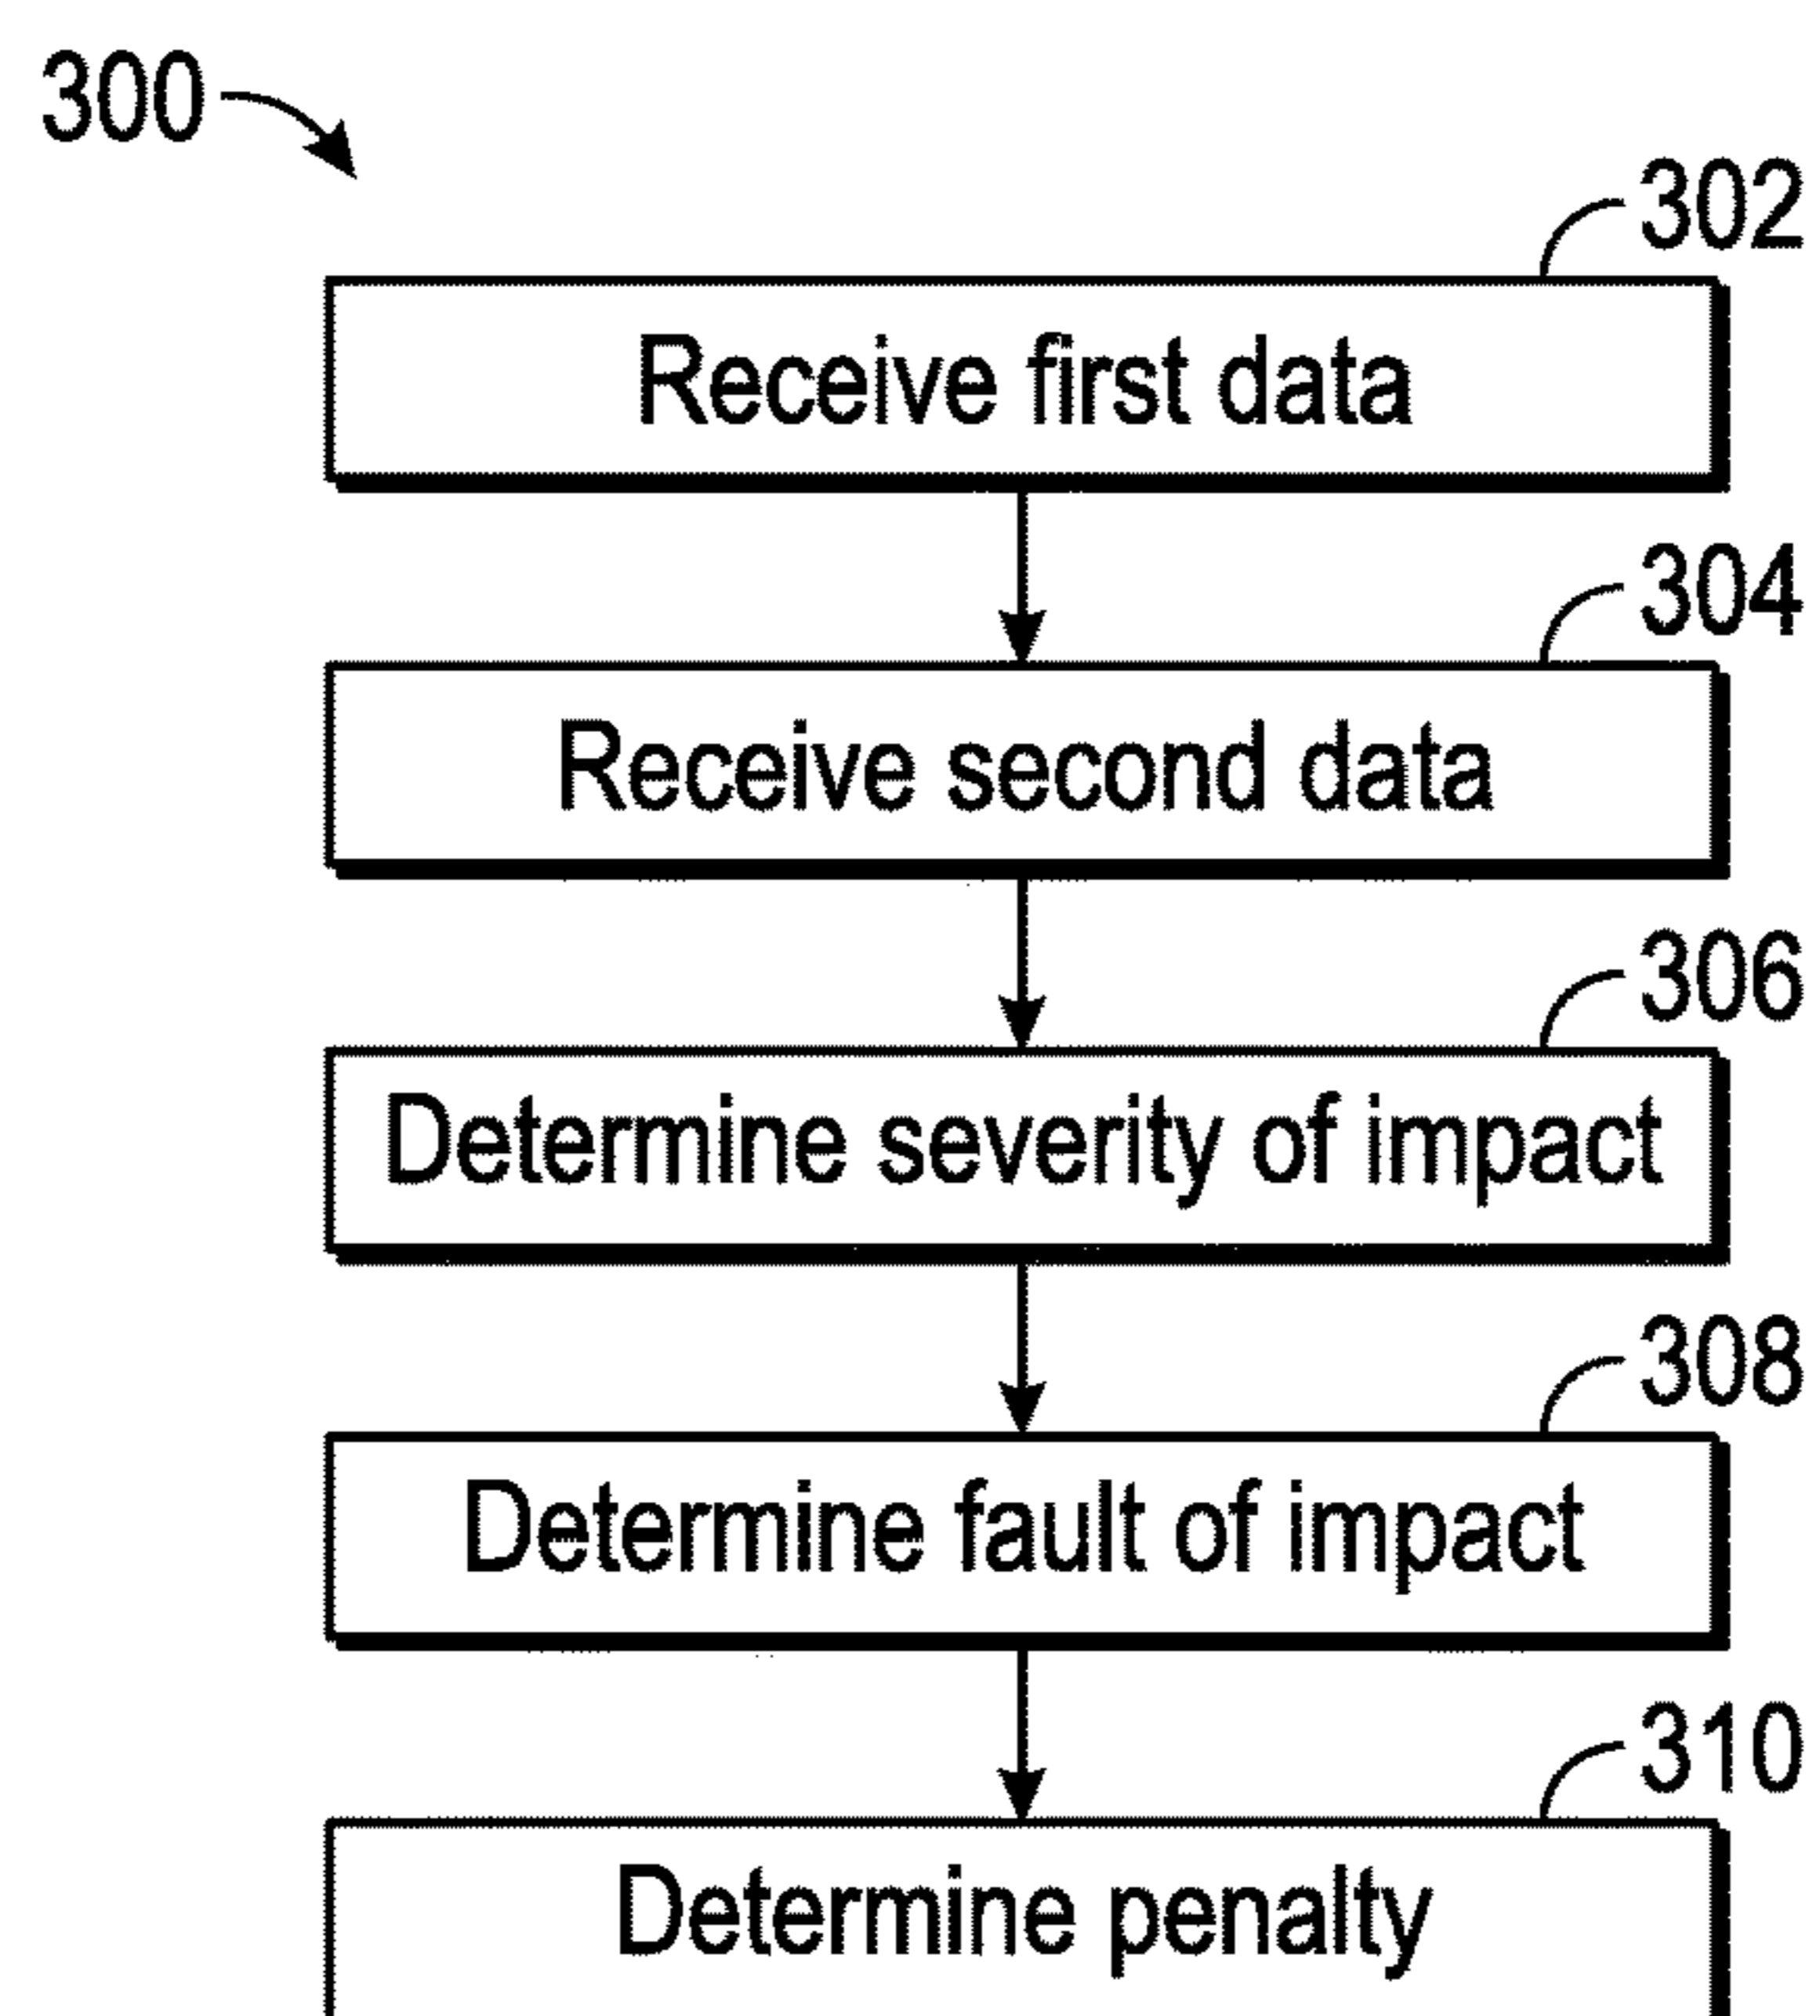 300
302
Receive first data
304
Receive second data
306
Determine severity of impact
308
Determine fault of impact
310
Determine penalty